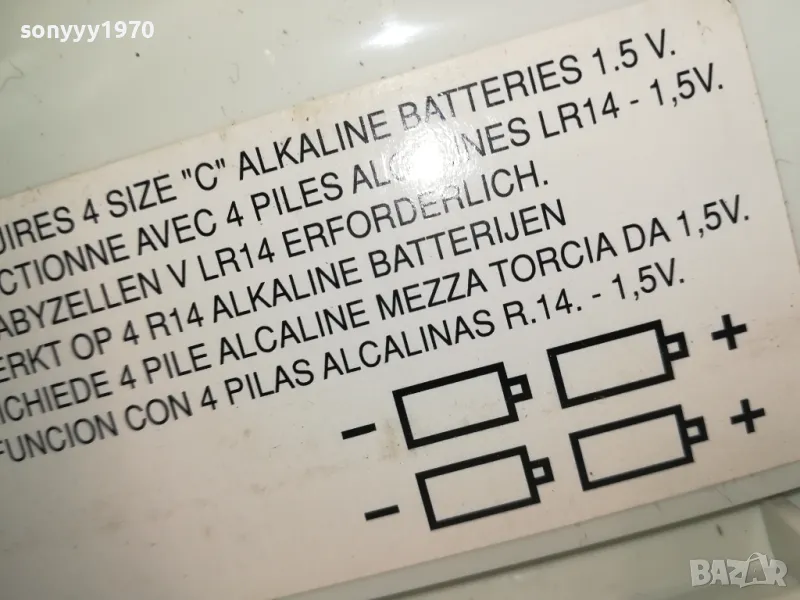 sonyyy1970
UIRES 4 SIZE "C" ALKALINE BATTERIES 1.5 V.
CTIONNE AVEC 4 PILES ALCALINES LR14 - 1,5V.
ABYZELLEN V LR14 ERFORDERLICH.
ERKT OP 4 R14 ALKALINE BATTERIJEN
ICHIEDE 4 PILE ALCALINE MEZZA TORCIA DA 1,5V.
FUNCION CON 4 PILAS ALCALINAS R.14. - 1,5V.
- +
- +
BAZAR